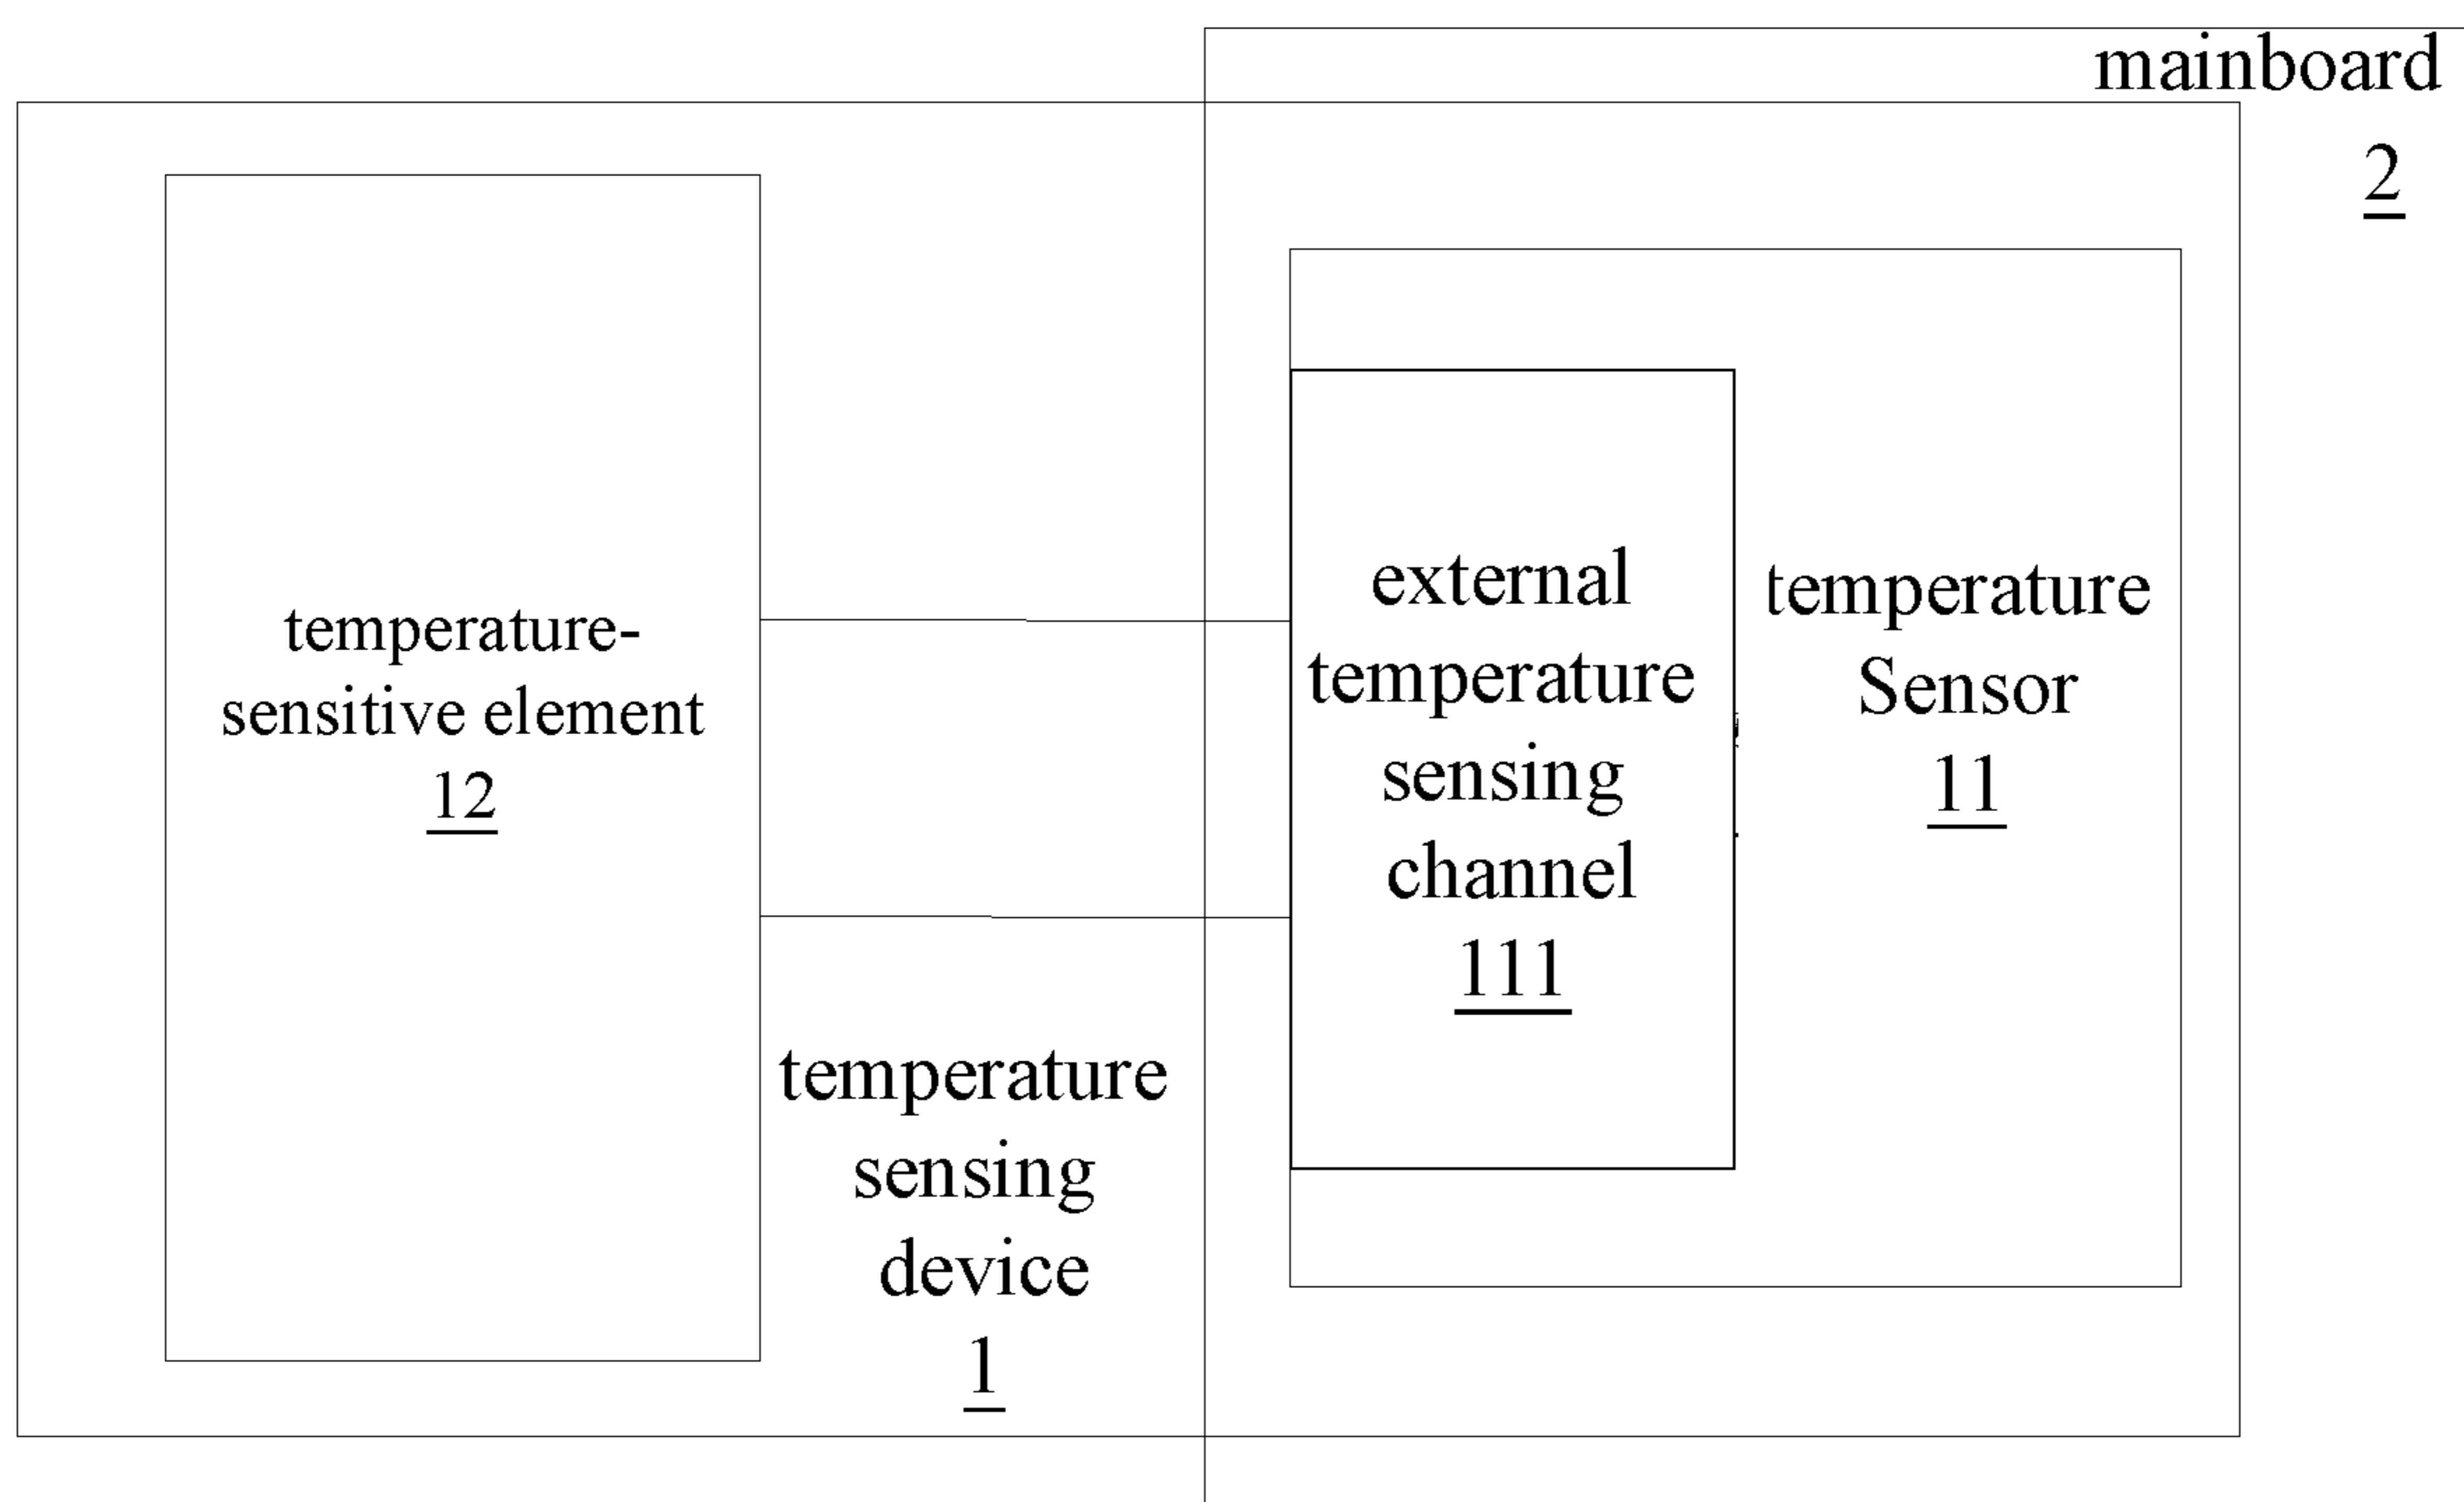 mainboard
2
temperature-
sensitive element
12
external
temperature
sensing
channel
111
temperature
Sensor
11
temperature
sensing
device
1